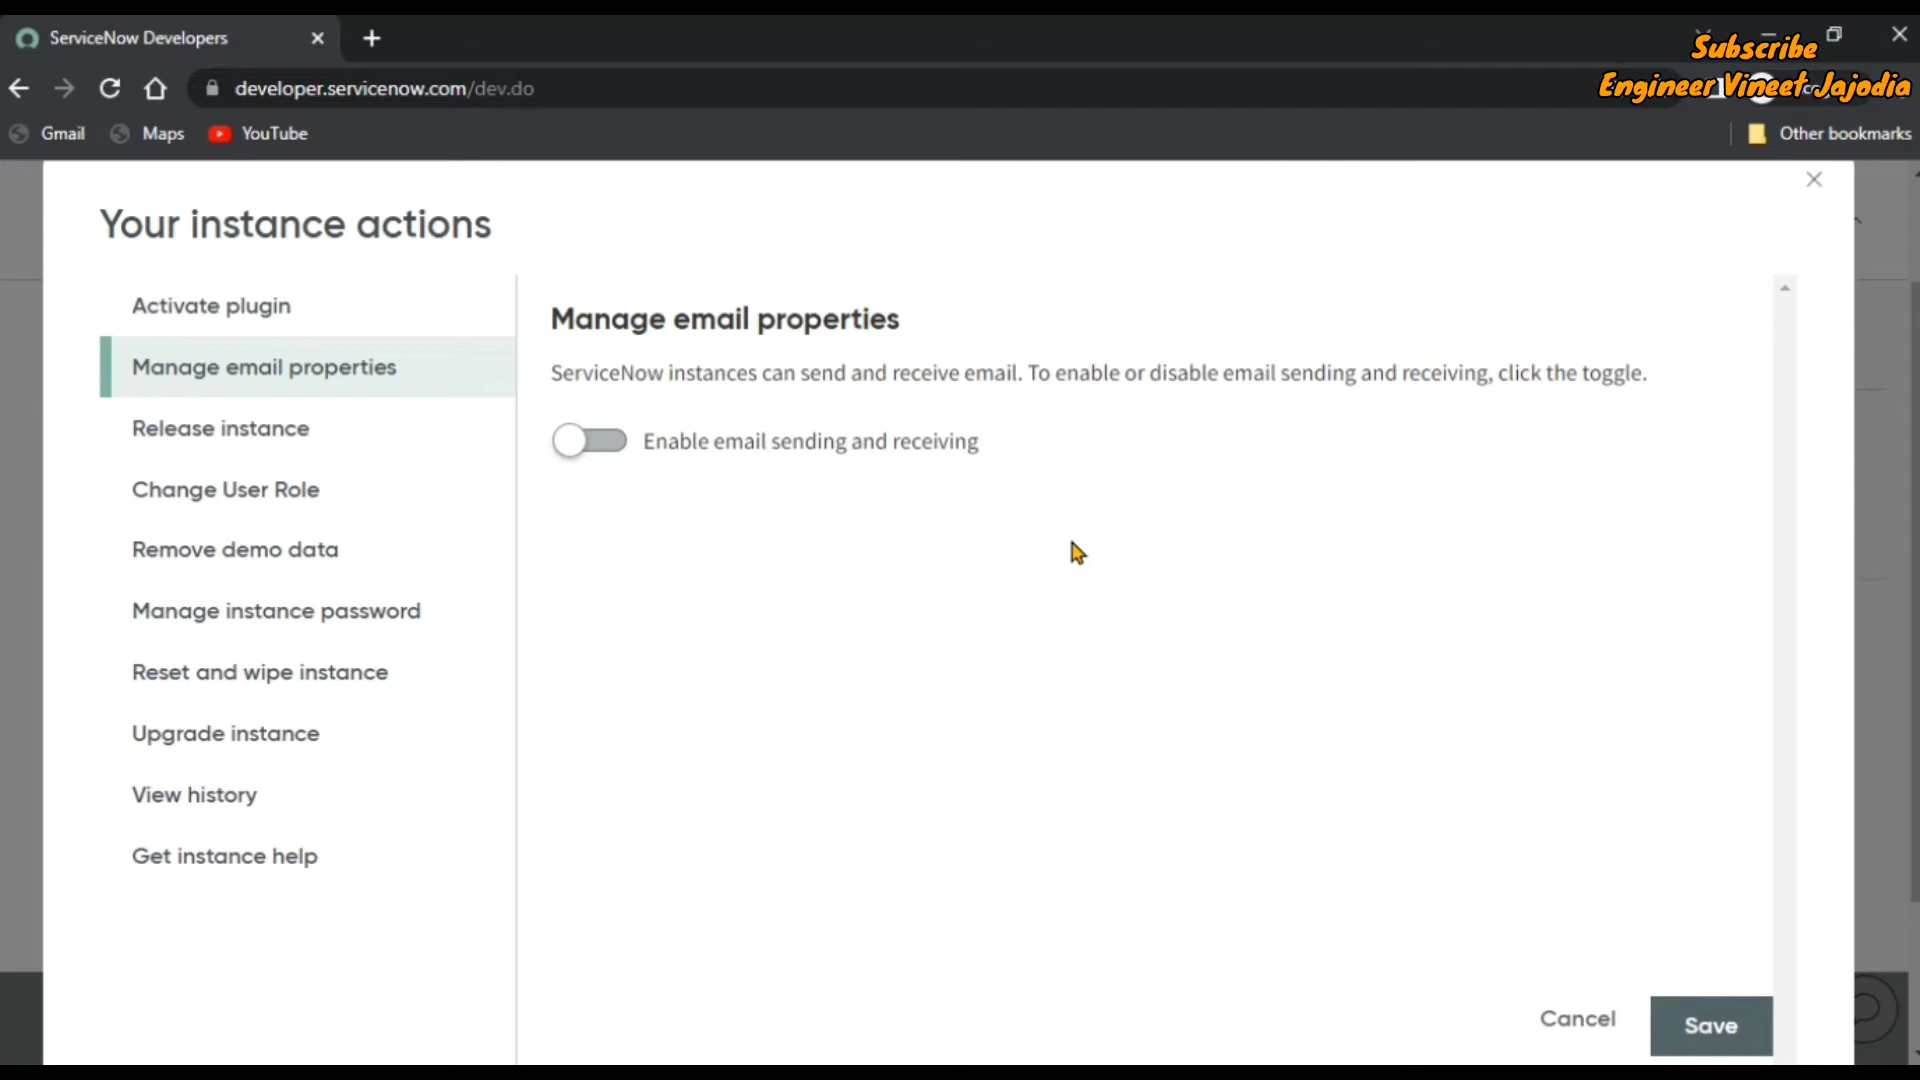 ServiceNow Developers
Subscribe
developer.servicenow.com/dev.do
Engineer Vineet Jajodia
Gmail
Maps
YouTube
Other bookmarks
Your instance actions
Activate plugin
Manage email properties
Release instance
Change User Role
Remove demo data
Manage instance password
Reset and wipe instance
Upgrade instance
View history
Get instance help
Manage email properties
ServiceNow instances can send and receive email. To enable or disable email sending and receiving, click the toggle.
Enable email sending and receiving
Cancel
Save